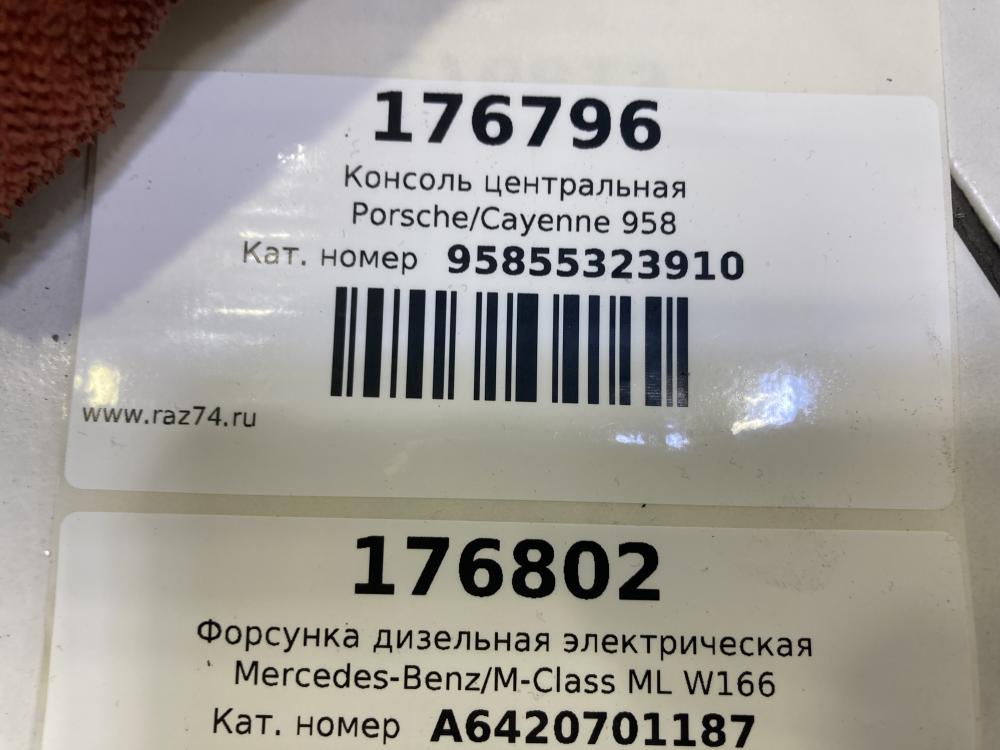 176796
Консоль центральная
Porsche/Cayenne 958
Кат. номер 95855323910
www.raz74.ru
176802
Форсунка дизельная электрическая
Mercedes-Benz/M-Class ML W166
Кат. номер A6420701187